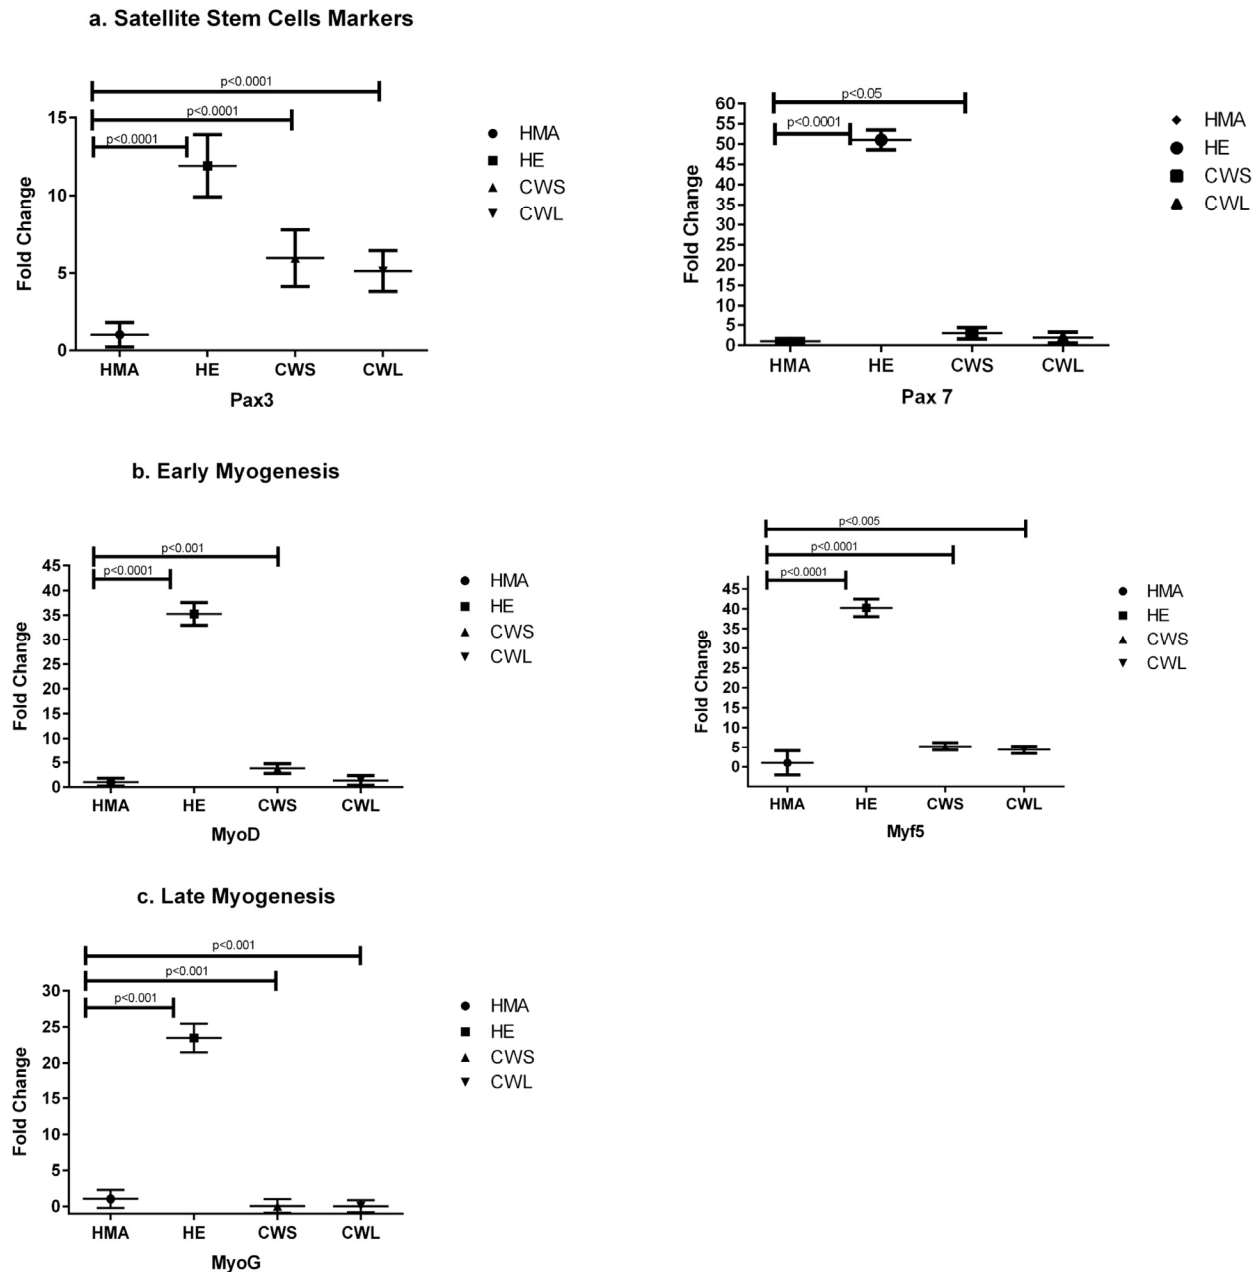 a. Satellite Stem Cells Markers
p<0.0001
p<0.0001
p<0.0001
15
10
5
0
Fold Change
HMA
HE
CWS
CWL
Pax3
HMA
HE
CWS
CWL
p<0.05
p<0.0001
60
55
50
45
40
35
30
25
20
15
10
5
0
Fold Change
HMA
HE
CWS
CWL
Pax 7
HMA
HE
CWS
CWL
b. Early Myogenesis
p<0.001
p<0.0001
45
40
35
30
25
20
15
10
5
0
Fold Change
HMA
HE
CWS
CWL
MyoD
HMA
HE
CWS
CWL
p<0.005
p<0.0001
p<0.0001
45
40
35
30
25
20
15
10
5
0
Fold Change
HMA
HE
CWS
CWL
Myf5
HMA
HE
CWS
CWL
c. Late Myogenesis
p<0.001
p<0.001
p<0.001
30
25
20
15
10
5
0
Fold Change
HMA
HE
CWS
CWL
MyoG
HMA
HE
CWS
CWL